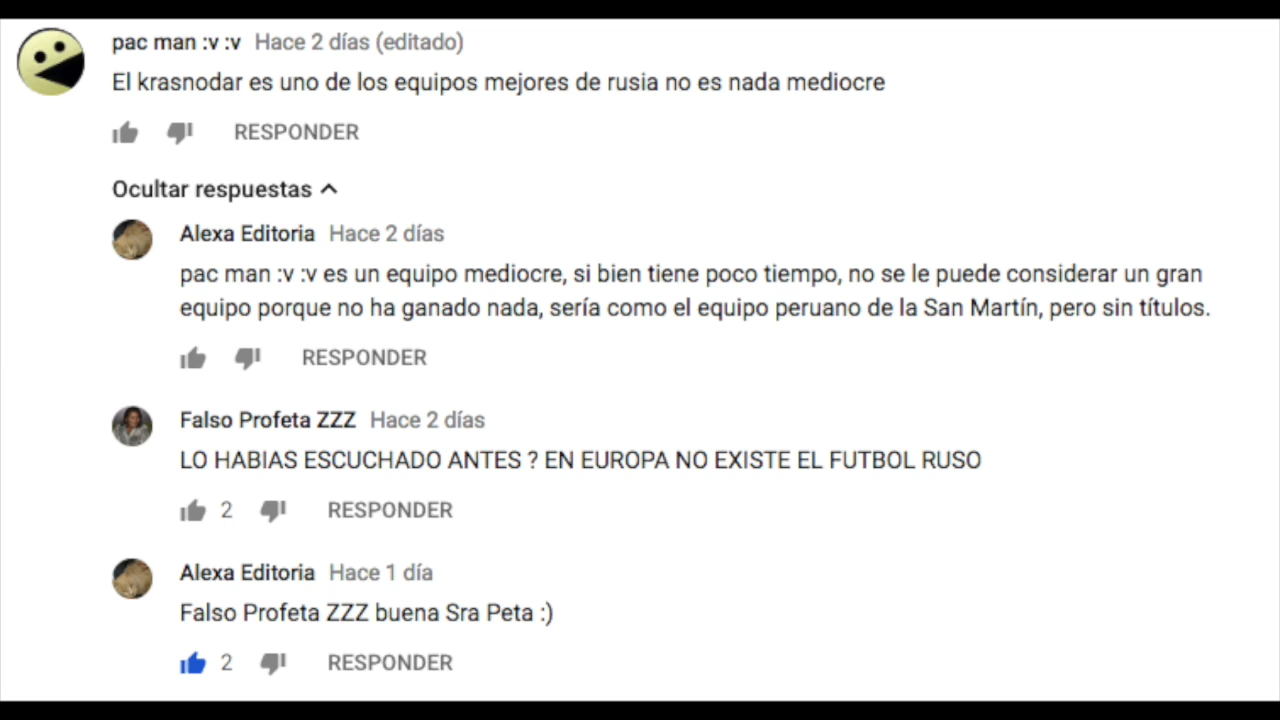 pac man :v :v Hace 2 días (editado)
El krasnodar es uno de los equipos mejores de rusia no es nada mediocre
RESPONDER
Ocultar respuestas
Alexa Editoria Hace 2 días
pac man :v :v es un equipo mediocre, si bien tiene poco tiempo, no se le puede considerar un gran
equipo porque no ha ganado nada, sería como el equipo peruano de la San Martín, pero sin títulos.
RESPONDER
Falso Profeta ZZZ Hace 2 días
LO HABIAS ESCUCHADO ANTES ? EN EUROPA NO EXISTE EL FUTBOL RUSO
2 RESPONDER
Alexa Editoria Hace 1 día
Falso Profeta ZZZ buena Sra Peta :)
2 RESPONDER